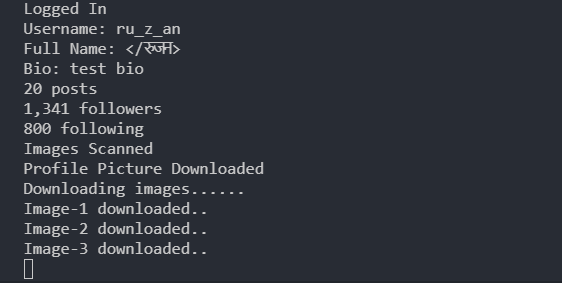 Logged In
Username: ru_z_an
Full Name: </रुजन>
Bio: test bio
20 posts
1,341 followers
800 following
Images Scanned
Profile Picture Downloaded
Downloading images......
Image-1 downloaded..
Image-2 downloaded..
Image-3 downloaded..